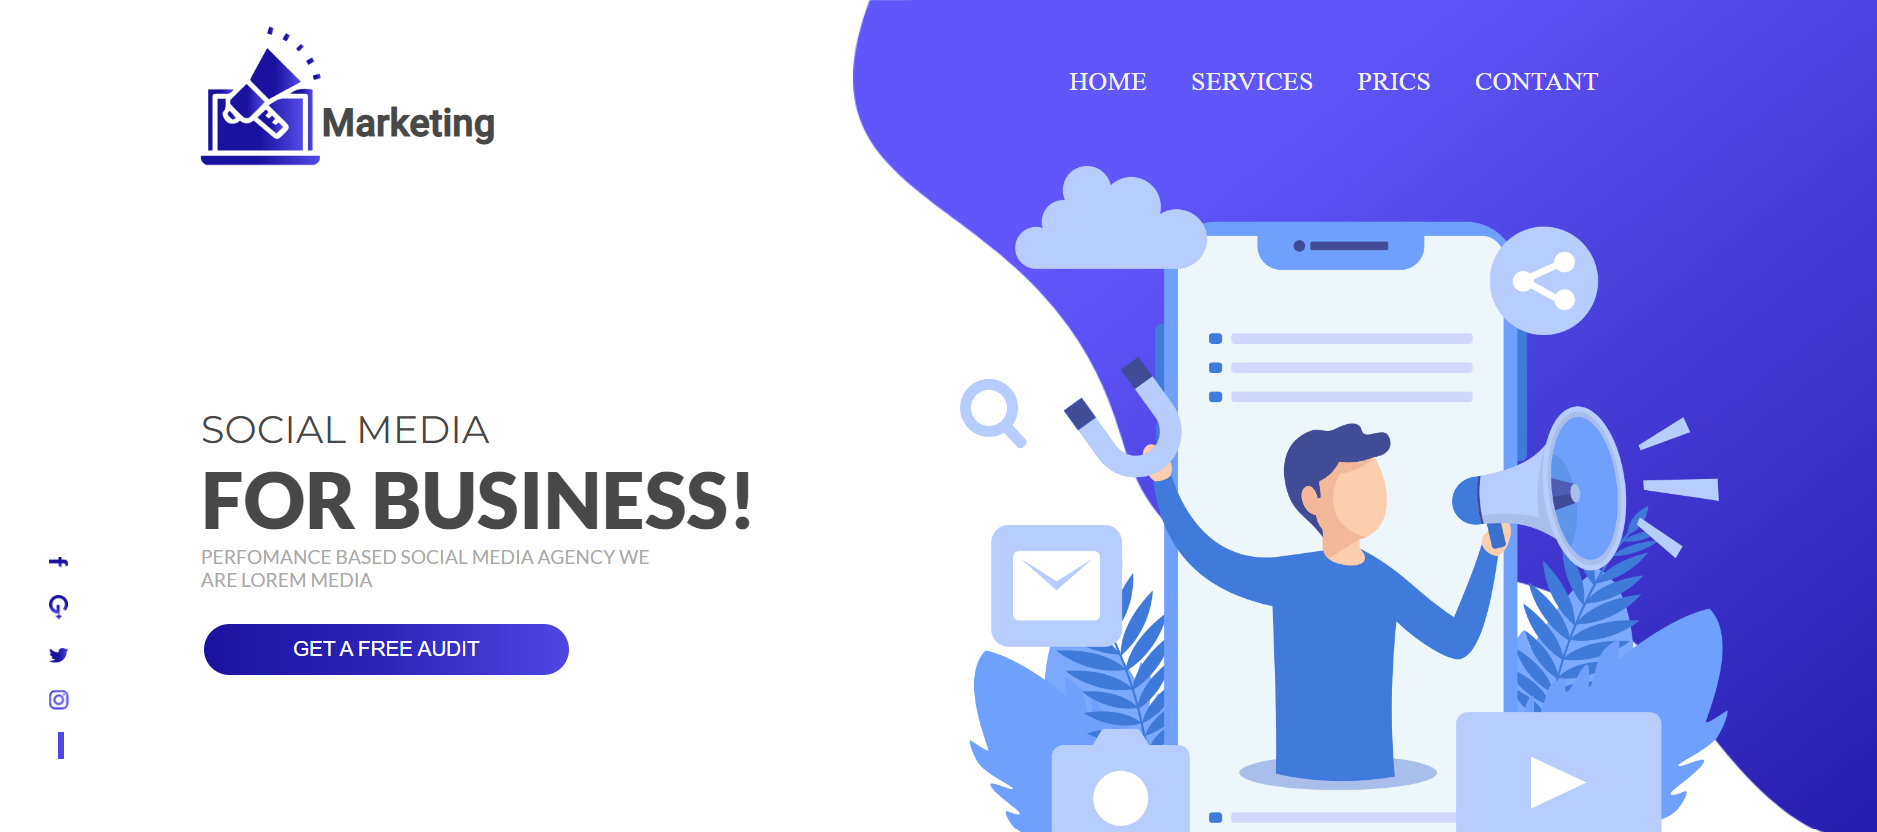 HOME SERVICES PRICS CONTANT
Marketing
SOCIAL MEDIA
FOR BUSINESS!
PERFOMANCE BASED SOCIAL MEDIA AGENCY WE
ARE LOREM MEDIA
GET A FREE AUDIT